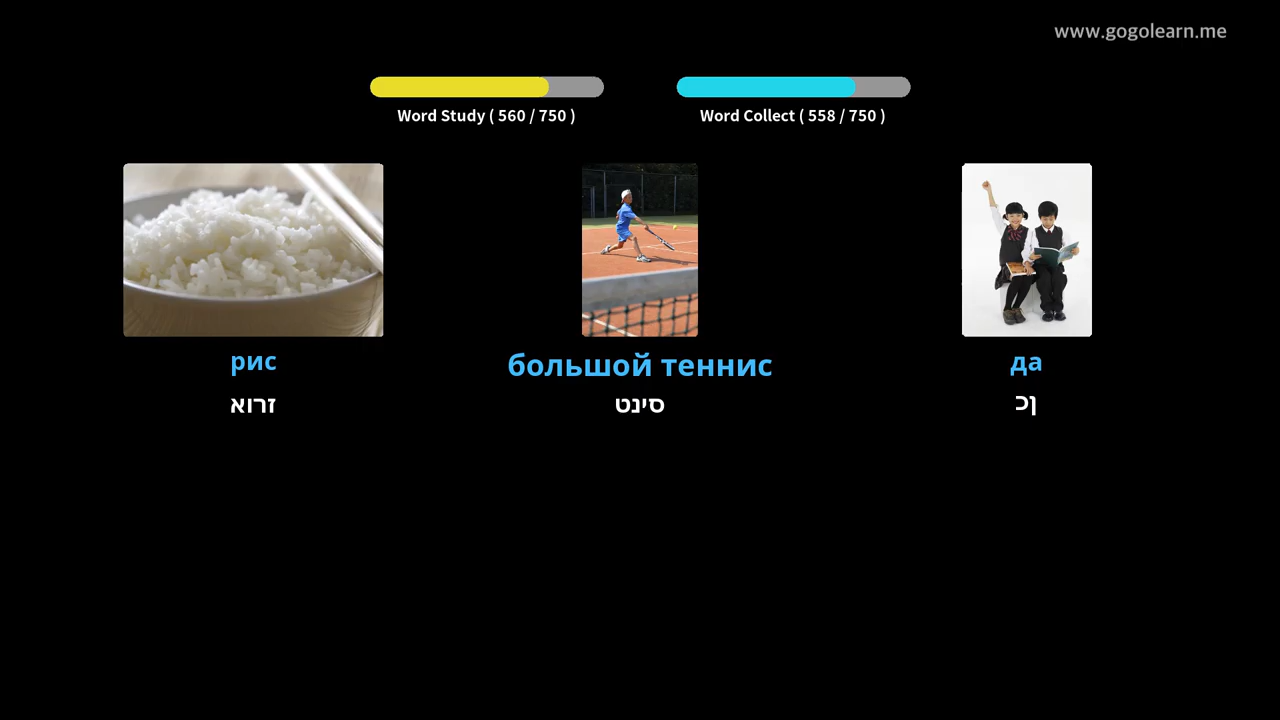 www.gogolearn.me
Word Study ( 560 / 750 )
Word Collect ( 558 / 750 )
рис
большой теннис
да
זרוא
סינט
ןכ